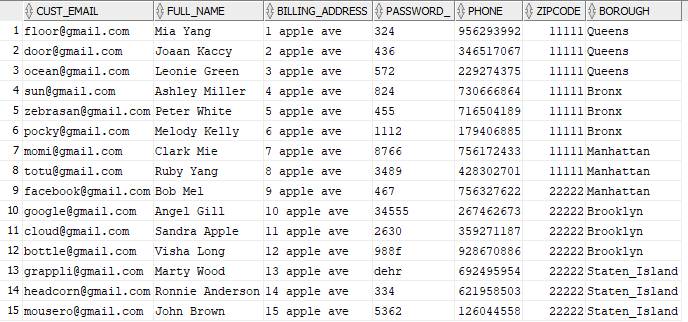 CUST_EMAIL FULL_NAME BILLING_ADDRESS PASSWORD_ PHONE ZIPCODE BOROUGH
1 floor@gmail.com Mia Yang 1 apple ave 324 956293992 11111 Queens
2 door@gmail.com Joaan Kaccy 2 apple ave 436 346517067 11111 Queens
3 ocean@gmail.com Leonie Green 3 apple ave 572 229274375 11111 Queens
4 sun@gmail.com Ashley Miller 4 apple ave 824 730666864 11111 Bronx
5 zebrasan@gmail.com Peter White 5 apple ave 455 716504189 11111 Bronx
6 pocky@gmail.com Melody Kelly 6 apple ave 1112 179406885 11111 Bronx
7 momi@gmail.com Clark Mie 7 apple ave 8766 756172433 11111 Manhattan
8 totu@gmail.com Ruby Yang 8 apple ave 3489 428302701 11111 Manhattan
9 facebook@gmail.com Bob Mel 9 apple ave 467 756327622 22222 Manhattan
10 google@gmail.com Angel Gill 10 apple ave 34555 267462673 22222 Brooklyn
11 cloud@gmail.com Sandra Apple 11 apple ave 2630 359271187 22222 Brooklyn
12 bottle@gmail.com Visha Long 12 apple ave 988f 928670886 22222 Brooklyn
13 grappli@gmail.com Marty Wood 13 apple ave dehr 692495954 22222 Staten_Island
14 headcorn@gmail.com Ronnie Anderson 14 apple ave 334 621958503 22222 Staten_Island
15 mousero@gmail.com John Brown 15 apple ave 5362 126044558 22222 Staten_Island